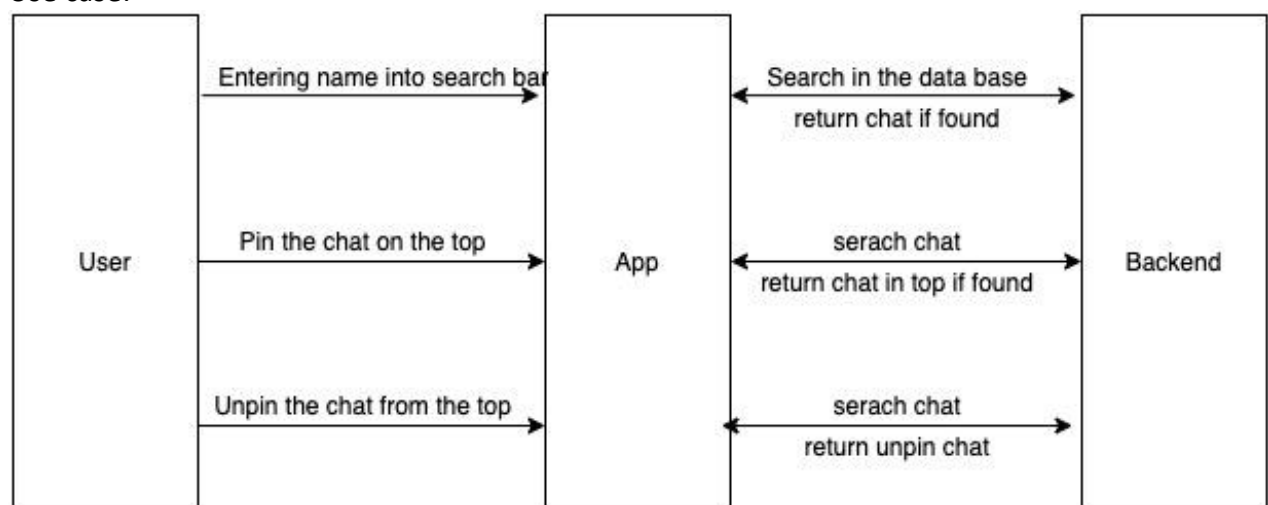 Entering name into search bar
Search in the data base
return chat if found
Pin the chat on the top
serach chat
return chat in top if found
User
App
Backend
Unpin the chat from the top
serach chat
return unpin chat